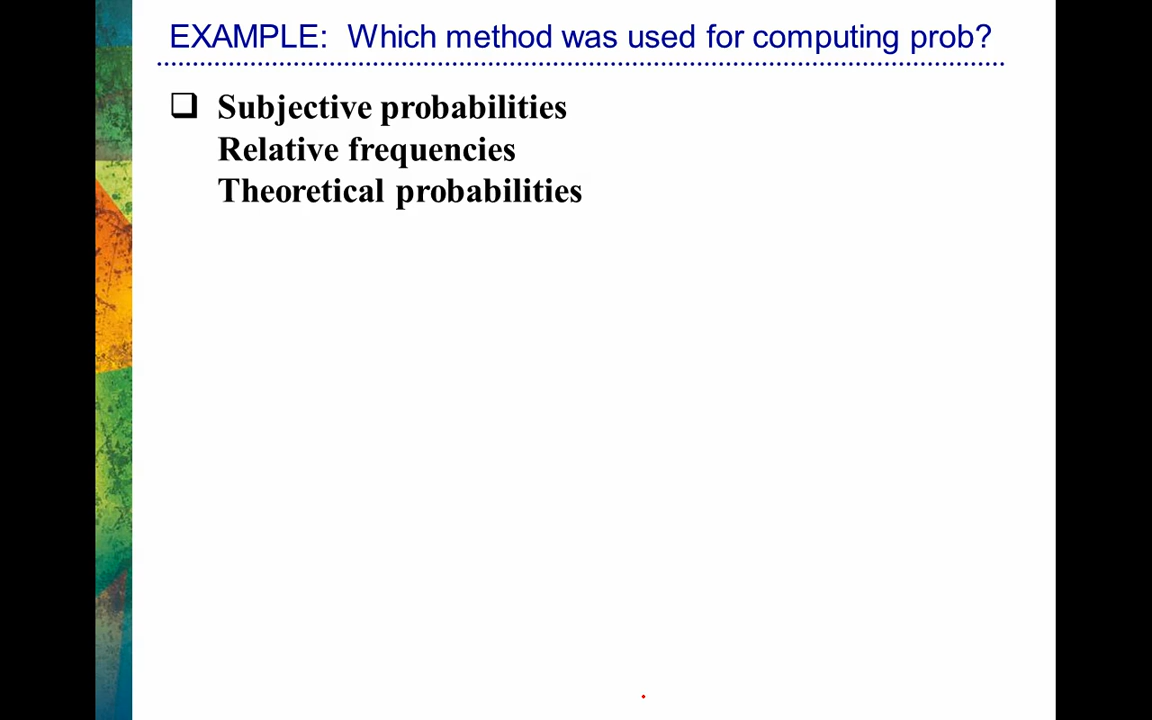 EXAMPLE: Which method was used for computing prob?
Subjective probabilities
Relative frequencies
Theoretical probabilities